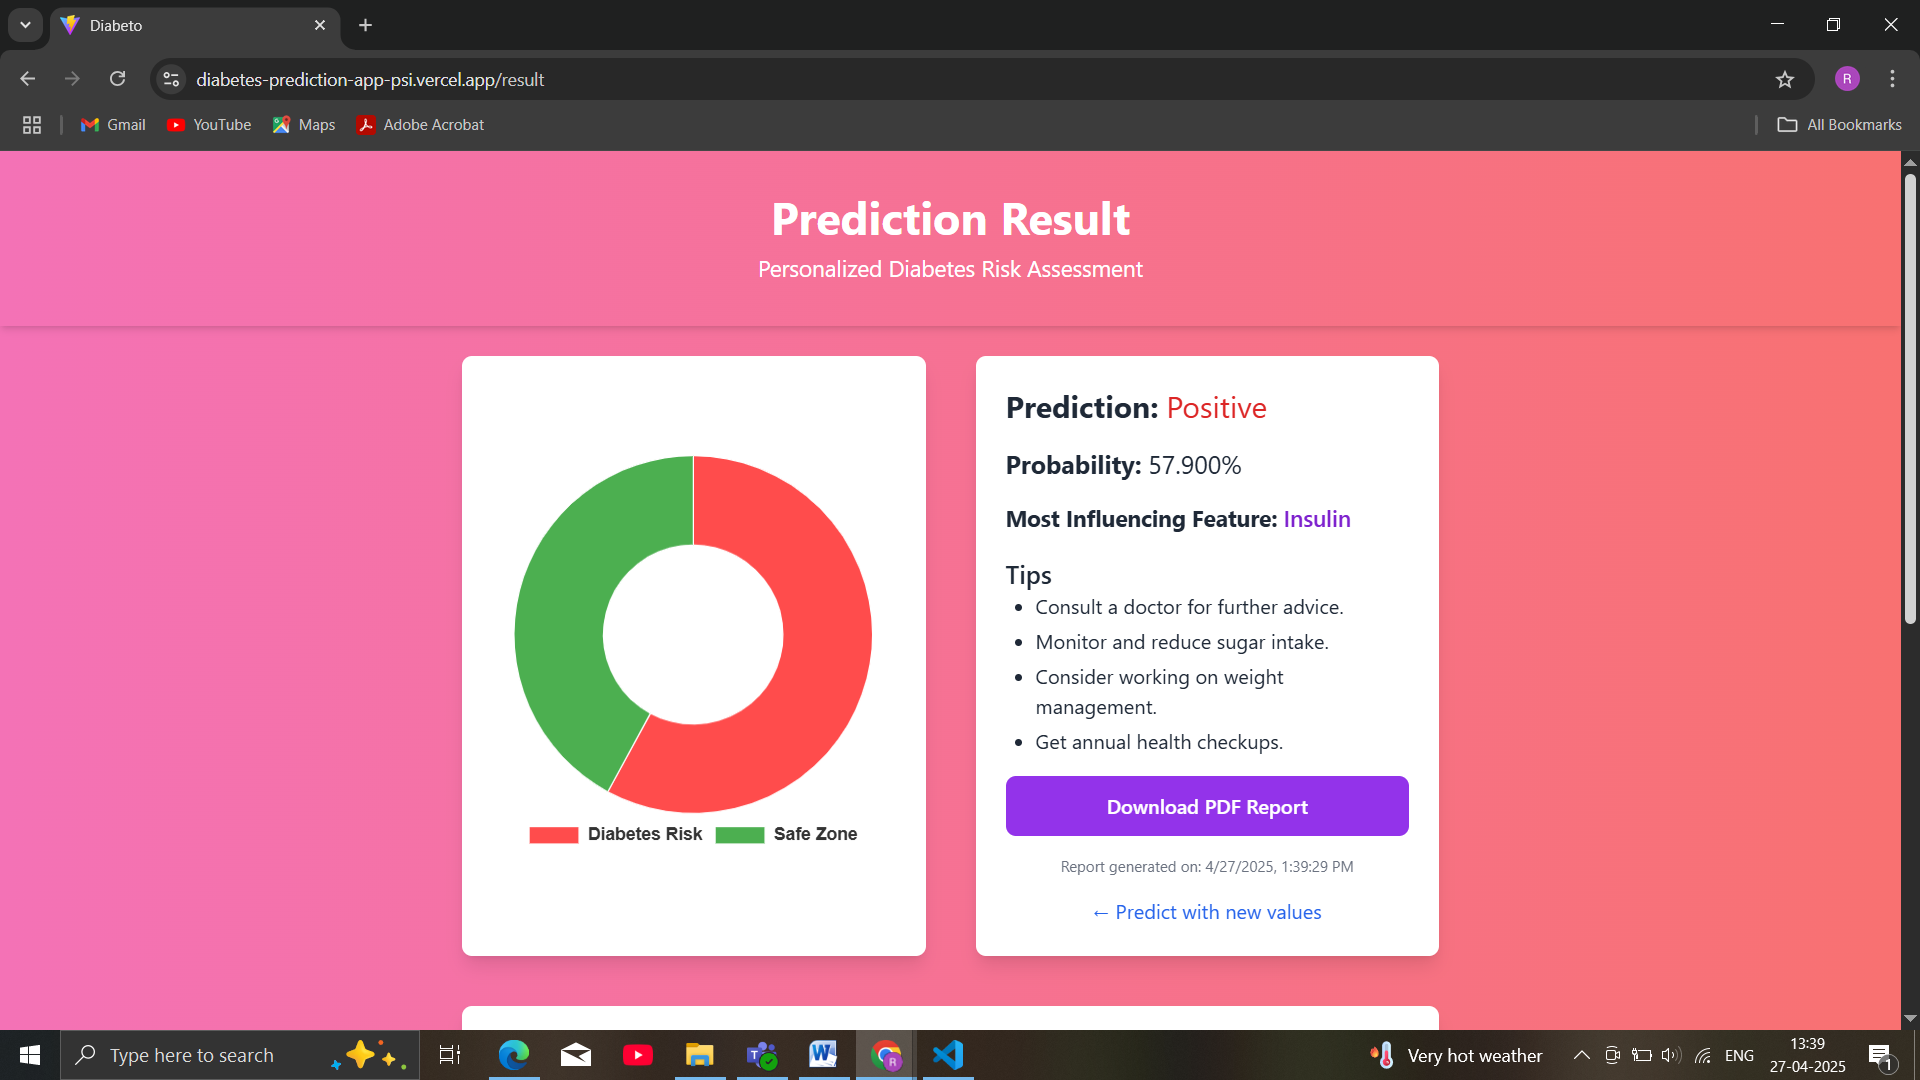 Diabeto
diabetes-prediction-app-psi.vercel.app/result
R
Gmail
YouTube
Maps
Adobe Acrobat
All Bookmarks
Prediction Result
Personalized Diabetes Risk Assessment
Diabetes Risk
Safe Zone
Prediction: Positive
Probability: 57.900%
Most Influencing Feature: Insulin
Tips
• Consult a doctor for further advice.
• Monitor and reduce sugar intake.
• Consider working on weight
management.
• Get annual health checkups.
Download PDF Report
Report generated on: 4/27/2025, 1:39:29 PM
← Predict with new values
Type here to search
T
W
R
Very hot weather
ENG
13:39
27-04-2025
1